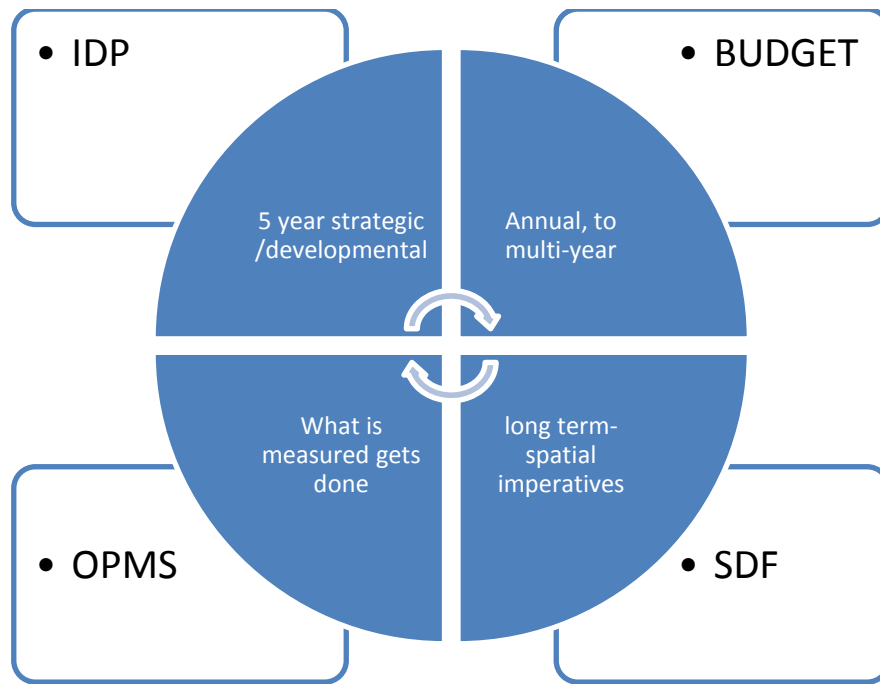 • IDP
• BUDGET
5 year strategic
/developmental
Annual, to
multi-year
What is
measured gets
done
long term-
spatial
imperatives
• OPMS
• SDF